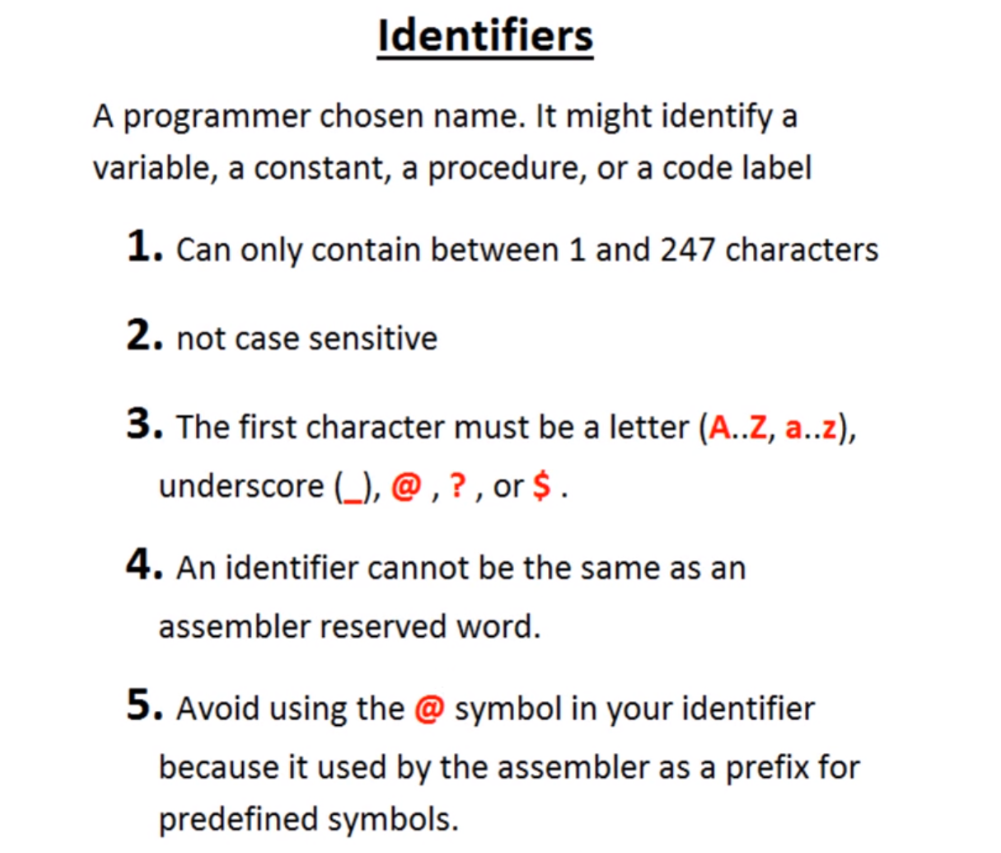 Identifiers
A programmer chosen name. It might identify a
variable, a constant, a procedure, or a code label
1. Can only contain between 1 and 247 characters
2. not case sensitive
3. The first character must be a letter (A..Z, a..z),
underscore (_), @ , ? , or $ .
4. An identifier cannot be the same as an
assembler reserved word.
5. Avoid using the @ symbol in your identifier
because it used by the assembler as a prefix for
predefined symbols.